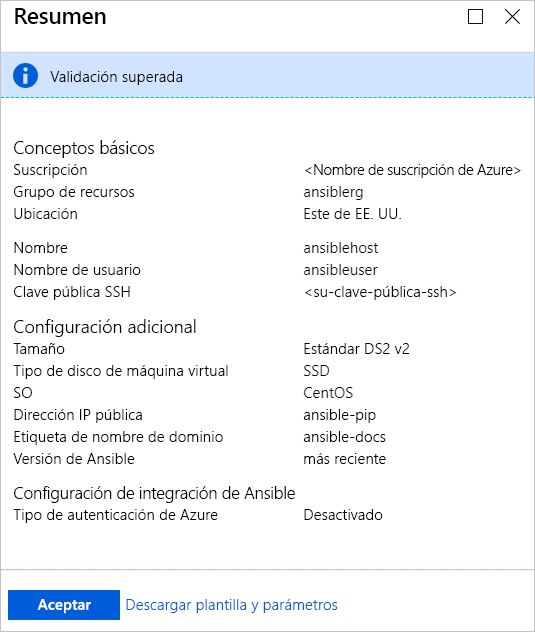 Resumen
Validación superada
Conceptos básicos
Suscripción <Nombre de suscripción de Azure>
Grupo de recursos ansiblerg
Ubicación Este de EE. UU.
Nombre ansiblehost
Nombre de usuario ansibleuser
Clave pública SSH <su-clave-pública-ssh>
Configuración adicional
Tamaño Estándar DS2 v2
Tipo de disco de máquina virtual SSD
SO CentOS
Dirección IP pública ansible-pip
Etiqueta de nombre de dominio ansible-docs
Versión de Ansible más reciente
Configuración de integración de Ansible
Tipo de autenticación de Azure Desactivado
Aceptar Descargar plantilla y parámetros